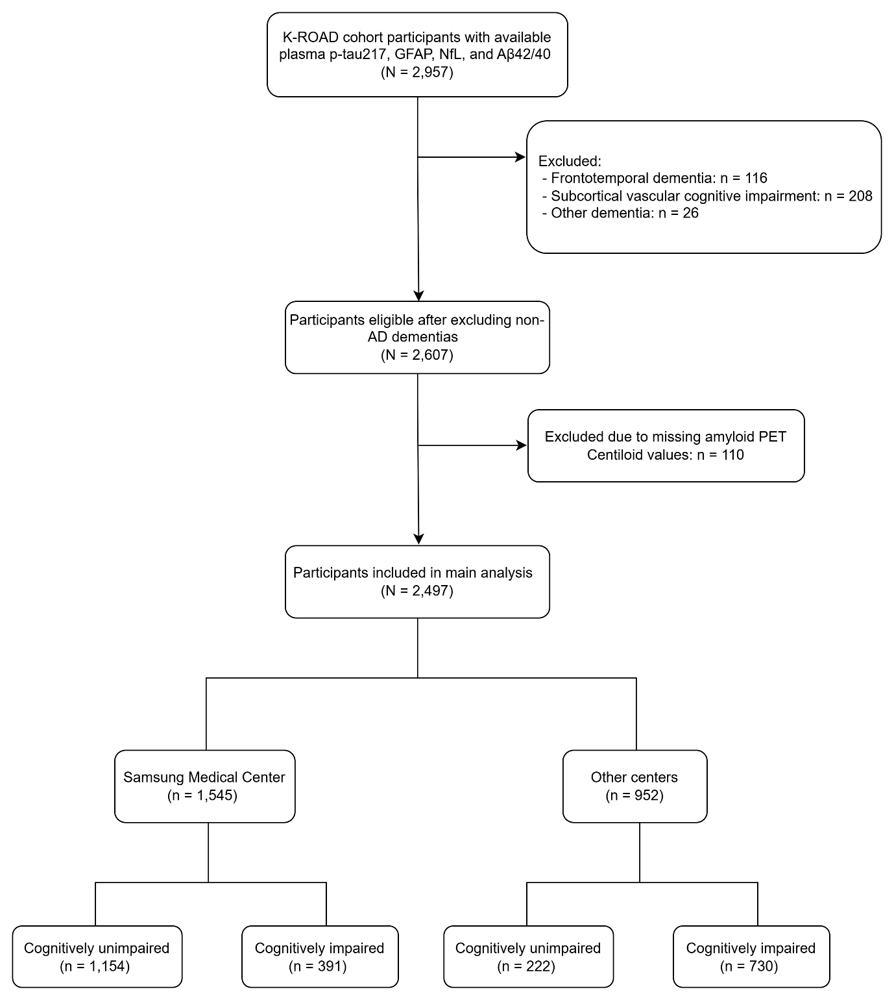 K-ROAD cohort participants with available
plasma p-tau217, GFAP, NfL, and Aβ42/40
(N = 2,957)
Excluded:
- Frontotemporal dementia: n = 116
- Subcortical vascular cognitive impairment: n = 208
- Other dementia: n = 26
Participants eligible after excluding non-
AD dementias
(N = 2,607)
Excluded due to missing amyloid PET
Centiloid values: n = 110
Participants included in main analysis
(N = 2,497)
Samsung Medical Center
(n = 1,545)
Other centers
(n = 952)
Cognitively unimpaired
(n = 1,154)
Cognitively impaired
(n = 391)
Cognitively unimpaired
(n = 222)
Cognitively impaired
(n = 730)